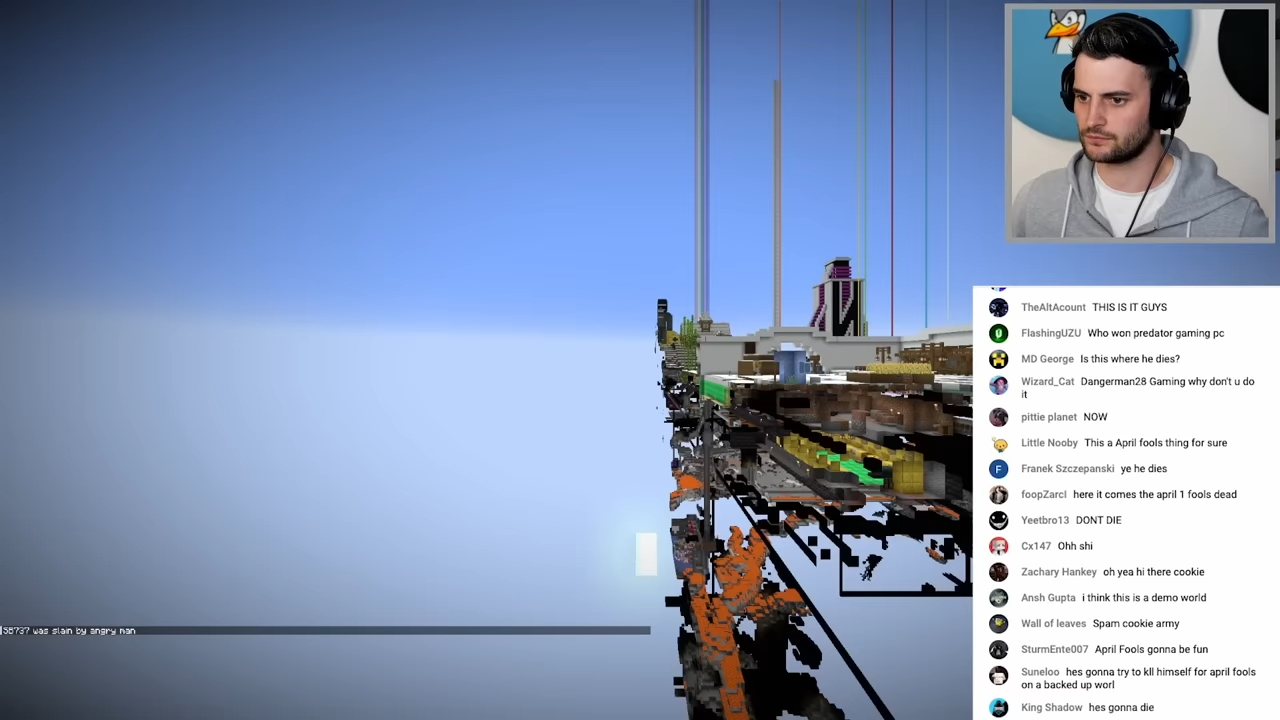 TheAltAcount THIS IS IT GUYS
FlashingUZU Who won predator gaming pc
MD George Is this where he dies?
Wizard_Cat Dangerman28 Gaming why don't u do
it
pittie planet NOW
Little Nooby This a April fools thing for sure
F Franek Szczepanski ye he dies
foopZarcl here it comes the april 1 fools dead
Yeetbro13 DONT DIE
Cx147 Ohh shi
Zachary Hankey oh yea hi there cookie
Ansh Gupta i think this is a demo world
Wall of leaves Spam cookie army
SturmEnte007 April Fools gonna be fun
Suneloo hes gonna try to kll himself for april fools
on a backed up worl
King Shadow hes gonna die
58737 was slain by angry man